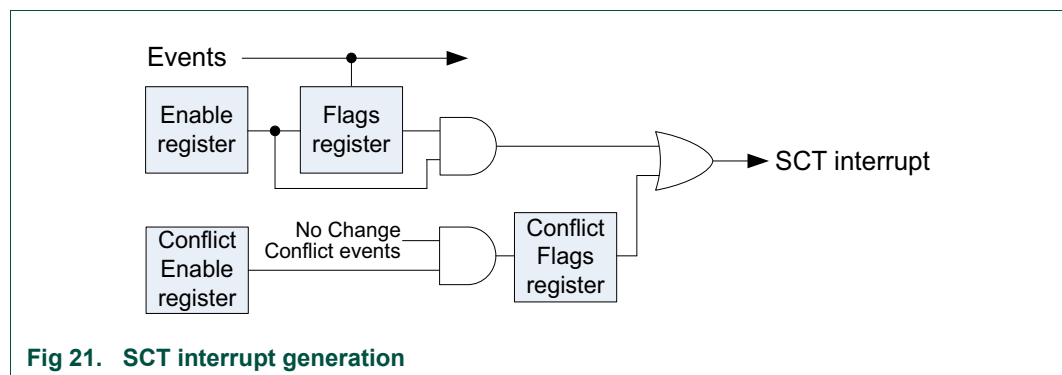 Events
Enable
register
Flags
register
SCT interrupt
No Change
Conflict events
Conflict
Enable
register
Conflict
Flags
register
Fig 21. SCT interrupt generation